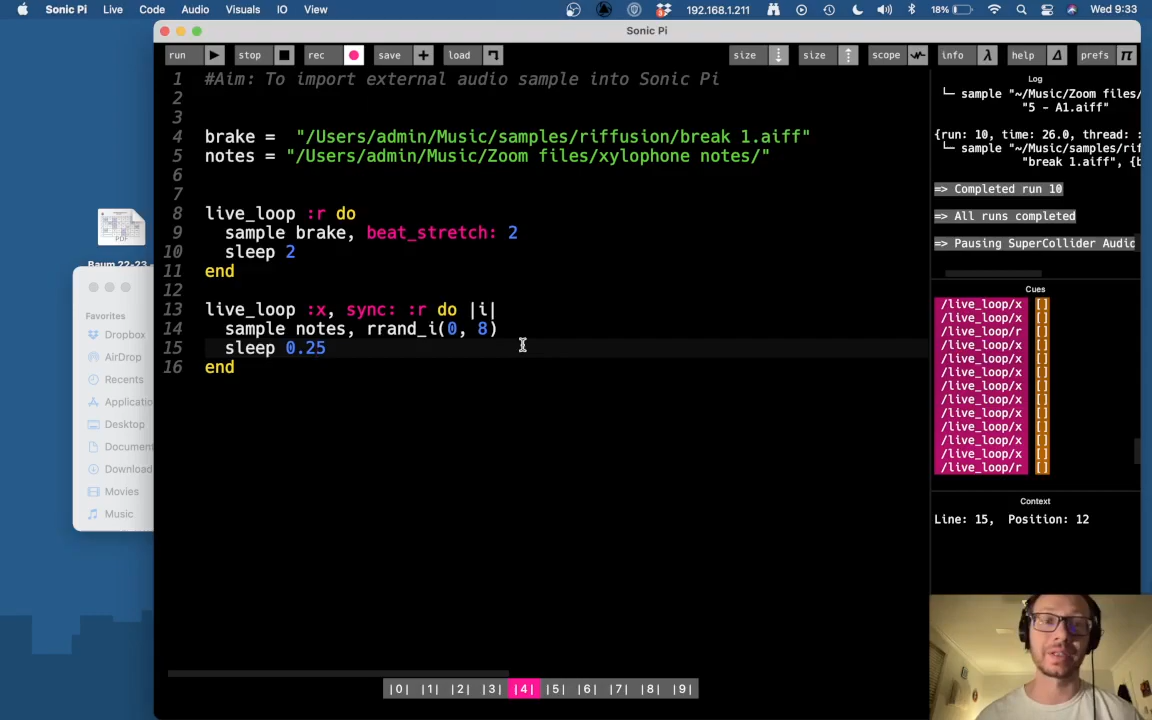 Sonic Pi Live Code Audio Visuals IO View 192.168.1.211 18% Wed 9:33
Sonic Pi
run stop rec save + load size size scope info λ help prefs π
1 #Aim: To import external audio sample into Sonic Pi
2
3
4 brake =  "/Users/admin/Music/samples/riffusion/break 1.aiff"
5 notes = "/Users/admin/Music/Zoom files/xylophone notes/"
6
7
8 live_loop :r do
9 sample brake, beat_stretch: 2
10 sleep 2
11 end
12
13 live_loop :x, sync: :r do |i|
14 sample notes, rrand_i(0, 8)
15 sleep 0.25
16 end
Log
└─ sample "~/Music/Zoom files/
"5 - A1.aiff"
{run: 10, time: 26.0, thread: :
└─ sample "~/Music/samples/rif
"break 1.aiff", {b
=> Completed run 10
=> All runs completed
=> Pausing SuperCollider Audio
Cues
/live_loop/x []
/live_loop/x []
/live_loop/r []
/live_loop/x []
/live_loop/x []
/live_loop/x []
/live_loop/x []
/live_loop/x []
/live_loop/x []
/live_loop/x []
/live_loop/x []
/live_loop/x []
/live_loop/r []
Context
Line: 15,  Position: 12
PDF
Baum 22-23
Favorites
Dropbox
AirDrop
Recents
Applicatio
Desktop
Document
Download
Movies
Music
|0| |1| |2| |3| |4| |5| |6| |7| |8| |9|